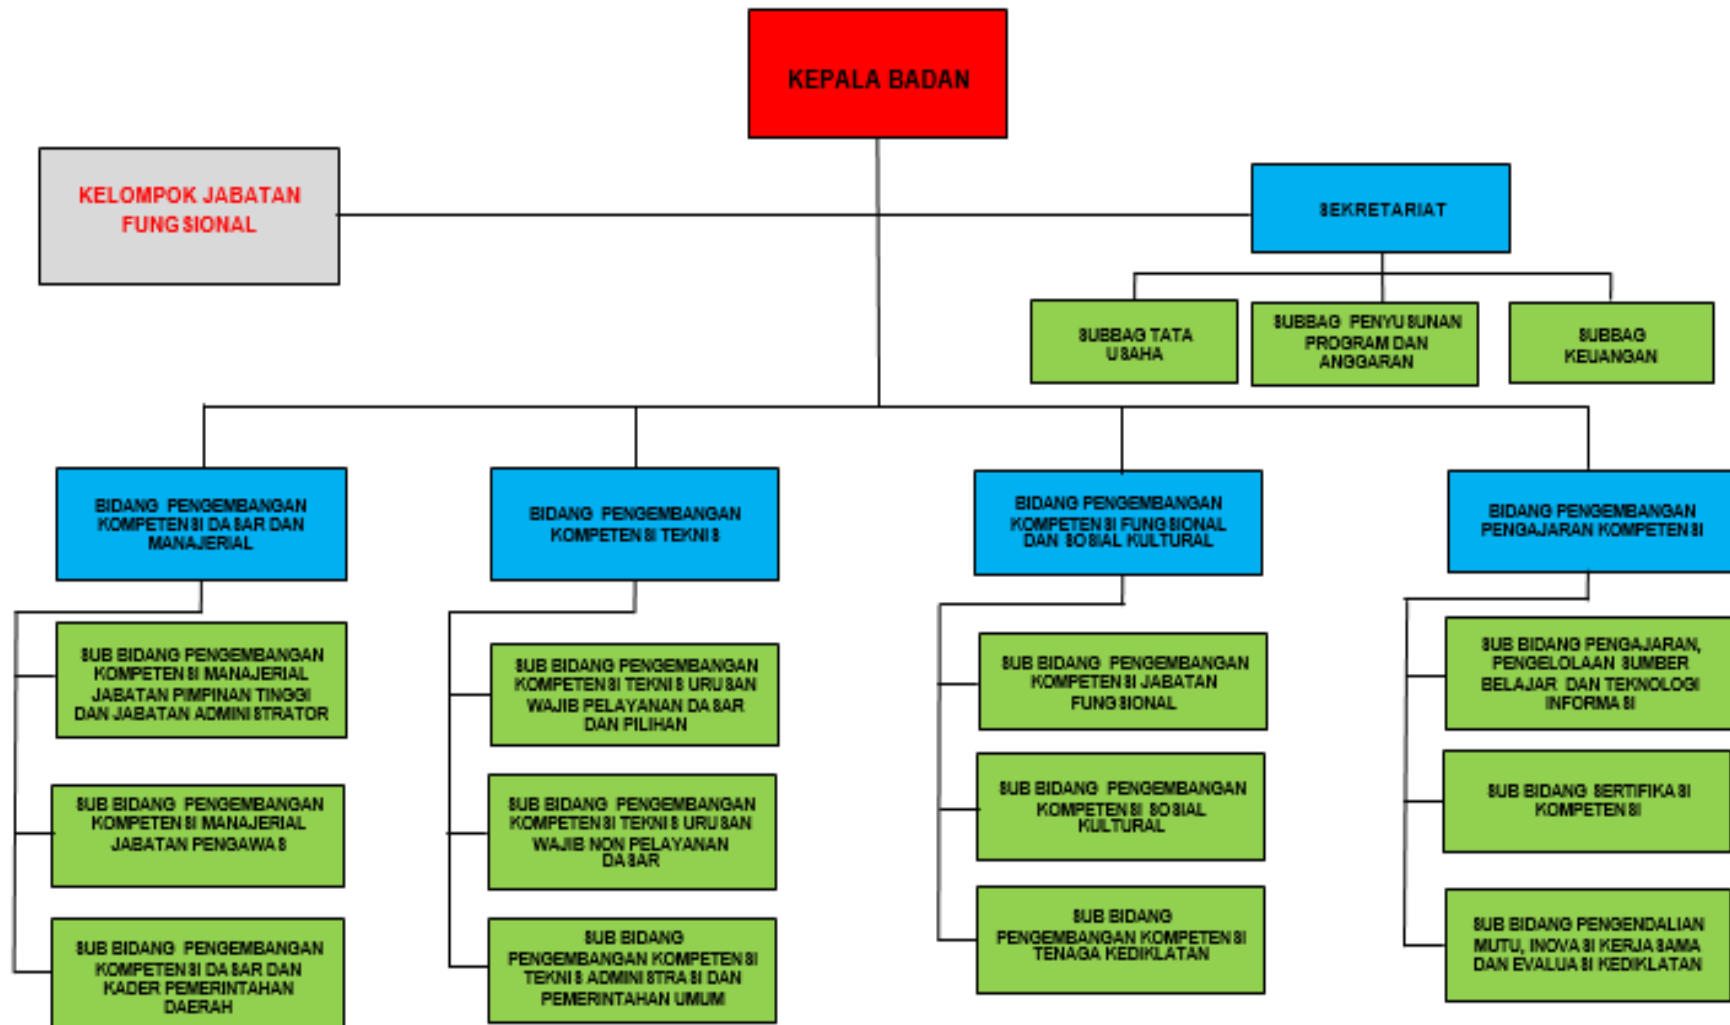 KEPALA BADAN
KELOMPOK JABATAN
FUNGSIONAL
SEKRETARIAT
SUBBAG TATA
USAHA
SUBBAG PENYUSUNAN
PROGRAM DAN
ANGGARAN
SUBBAG
KEUANGAN
BIDANG PENGEMBANGAN
KOMPETENSI DASAR DAN
MANAJERIAL
BIDANG PENGEMBANGAN
KOMPETENSI TEKNIS
BIDANG PENGEMBANGAN
KOMPETENSI FUNGSIONAL
DAN SOSIAL KULTURAL
BIDANG PENGEMBANGAN
PENGAJARAN KOMPETENSI
SUB BIDANG PENGEMBANGAN
KOMPETENSI MANAJERIAL
JABATAN PIMPINAN TINGGI
DAN JABATAN ADMINISTRATOR
SUB BIDANG PENGEMBANGAN
KOMPETENSI MANAJERIAL
JABATAN PENGAWAS
SUB BIDANG PENGEMBANGAN
KOMPETENSI DASAR DAN
KADER PEMERINTAHAN
DAERAH
SUB BIDANG PENGEMBANGAN
KOMPETENSI TEKNIS URUSAN
WAJIB PELAYANAN DASAR
DAN PILIHAN
SUB BIDANG PENGEMBANGAN
KOMPETENSI TEKNIS URUSAN
WAJIB NON PELAYANAN
DASAR
SUB BIDANG
PENGEMBANGAN KOMPETENSI
TEKNIS ADMINISTRASI DAN
PEMERINTAHAN UMUM
SUB BIDANG PENGEMBANGAN
KOMPETENSI JABATAN
FUNGSIONAL
SUB BIDANG PENGEMBANGAN
KOMPETENSI SOSIAL
KULTURAL
SUB BIDANG
PENGEMBANGAN KOMPETENSI
TENAGA KEDIKLATAN
SUB BIDANG PENGAJARAN,
PENGELOLAAN SUMBER
BELAJAR DAN TEKNOLOGI
INFORMASI
SUB BIDANG SERTIFIKASI
KOMPETENSI
SUB BIDANG PENGENDALIAN
MUTU, INOVASI KERJASAMA
DAN EVALUASI KEDIKLATAN